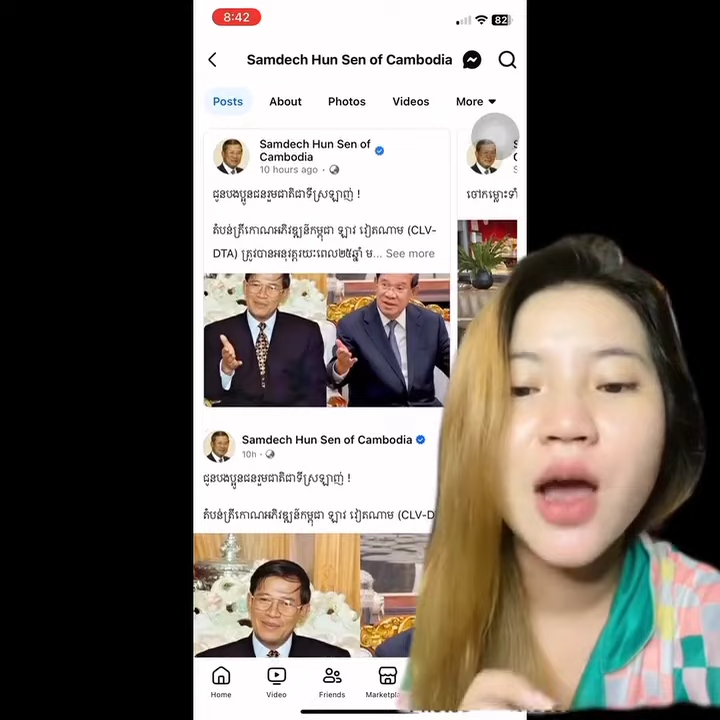 8:42
82
Samdech Hun Sen of Cambodia
Posts
About
Photos
Videos
More
Samdech Hun Sen of
Cambodia
10 hours ago ·
ជូនបងប្អូនជនរួមជាតិជាទីស្រឡាញ់ !
តំបន់ត្រីកោណអភិវឌ្ឍន៍កម្ពុជា ឡាវ វៀតណាម (CLV-
DTA) ត្រូវបានអនុវត្តរយៈពេល២៥ឆ្នាំ ម... See more
Samdech Hun Sen of Cambodia
10h ·
ជូនបងប្អូនជនរួមជាតិជាទីស្រឡាញ់ !
តំបន់ត្រីកោណអភិវឌ្ឍន៍កម្ពុជា ឡាវ វៀតណាម (CLV-D
Home
Video
Friends